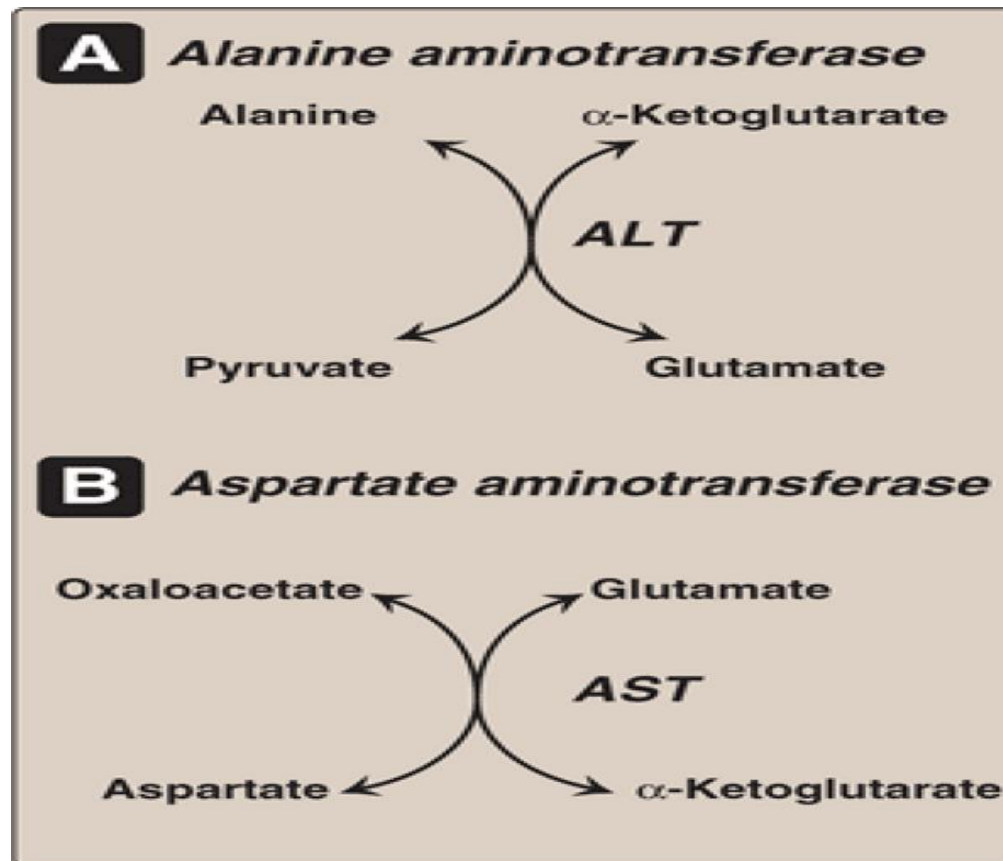 A Alanine aminotransferase
Alanine α-Ketoglutarate
ALT
Pyruvate Glutamate
B Aspartate aminotransferase
Oxaloacetate Glutamate
AST
Aspartate α-Ketoglutarate